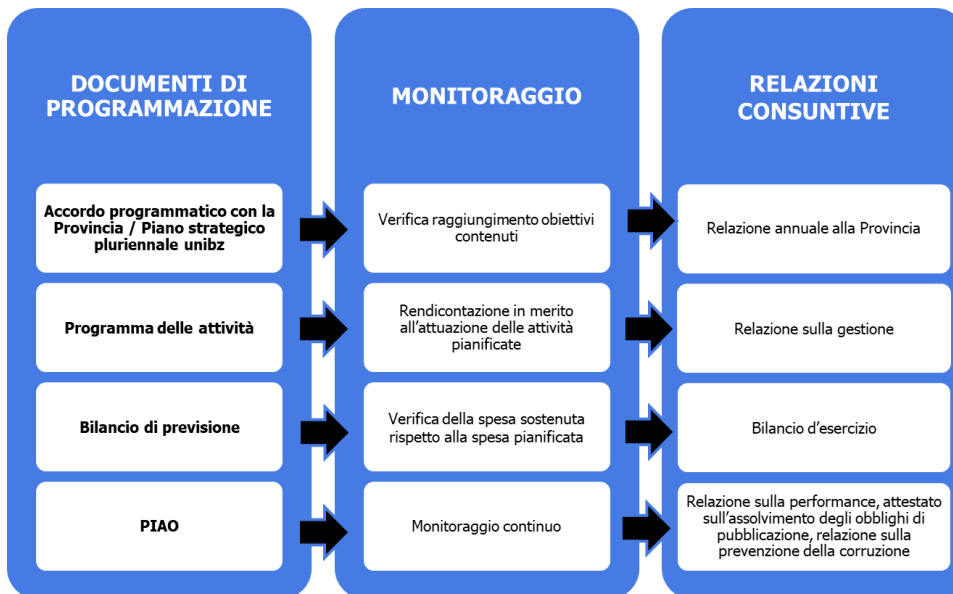 DOCUMENTI DI
PROGRAMMAZIONE
Accordo programmatico con la
Provincia / Piano strategico
pluriennale unibz
Programma delle attività
Bilancio di previsione
PIAO
MONITORAGGIO
Verifica raggiungimento obiettivi
contenuti
Rendicontazione in merito
all'attuazione delle attività
pianificate
Verifica della spesa sostenuta
rispetto alla spesa pianificata
Monitoraggio continuo
RELAZIONI
CONSUNTIVE
Relazione annuale alla Provincia
Relazione sulla gestione
Bilancio d'esercizio
Relazione sulla performance, attestato
sull'assolvimento degli obblighi di
pubblicazione, relazione sulla
prevenzione della corruzione